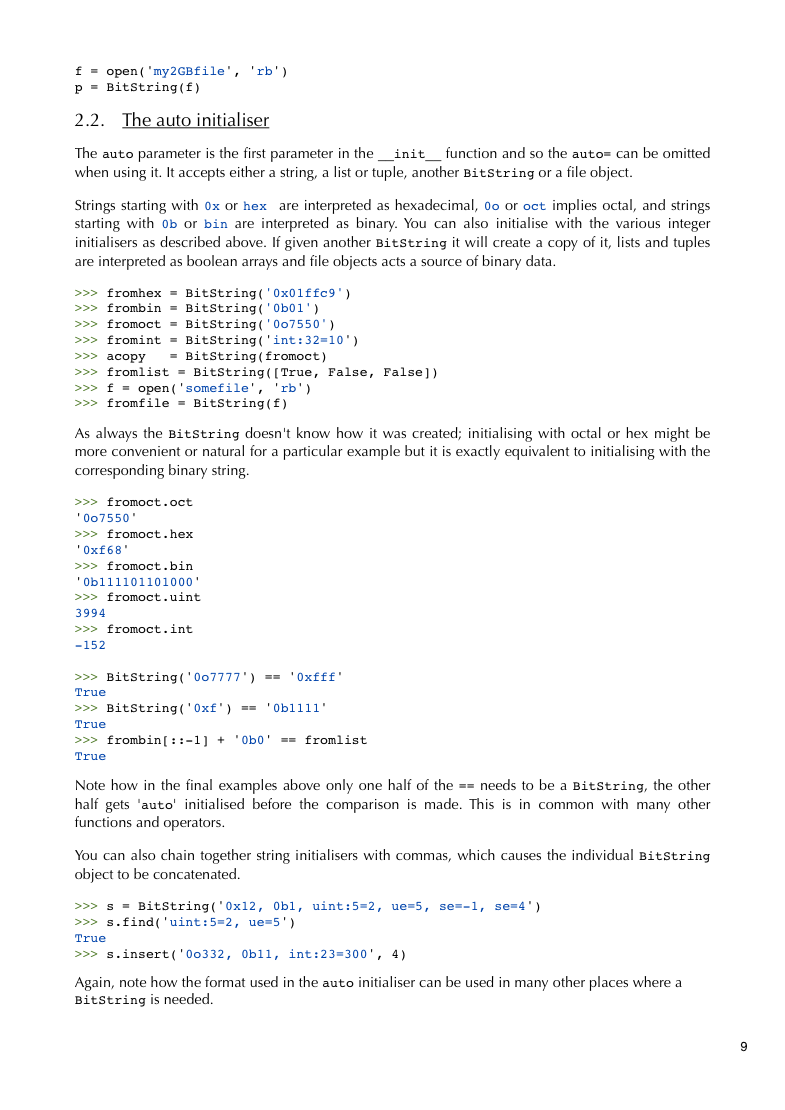 f = open('my2GBfile', 'rb')
p = BitString(f)
2.2. The auto initialiser
The auto parameter is the first parameter in the __init__ function and so the auto= can be omitted
when using it. It accepts either a string, a list or tuple, another BitString or a file object.
Strings starting with 0x or hex are interpreted as hexadecimal, 0o or oct implies octal, and strings
starting with 0b or bin are interpreted as binary. You can also initialise with the various integer
initialisers as described above. If given another BitString it will create a copy of it, lists and tuples
are interpreted as boolean arrays and file objects acts a source of binary data.
>>> fromhex = BitString('0x01ffc9')
>>> frombin = BitString('0b01')
>>> fromoct = BitString('0o7550')
>>> fromint = BitString('int:32=10')
>>> acopy   = BitString(fromoct)
>>> fromlist = BitString([True, False, False])
>>> f = open('somefile', 'rb')
>>> fromfile = BitString(f)
As always the BitString doesn't know how it was created; initialising with octal or hex might be
more convenient or natural for a particular example but it is exactly equivalent to initialising with the
corresponding binary string.
>>> fromoct.oct
'0o7550'
>>> fromoct.hex
'0xf68'
>>> fromoct.bin
'0b111101101000'
>>> fromoct.uint
3994
>>> fromoct.int
-152
>>> BitString('0o7777') == '0xfff'
True
>>> BitString('0xf') == '0b1111'
True
>>> frombin[::-1] + '0b0' == fromlist
True
Note how in the final examples above only one half of the == needs to be a BitString, the other
half gets 'auto' initialised before the comparison is made. This is in common with many other
functions and operators.
You can also chain together string initialisers with commas, which causes the individual BitString
object to be concatenated.
>>> s = BitString('0x12, 0b1, uint:5=2, ue=5, se=-1, se=4')
>>> s.find('uint:5=2, ue=5')
True
>>> s.insert('0o332, 0b11, int:23=300', 4)
Again, note how the format used in the auto initialiser can be used in many other places where a
BitString is needed.
9